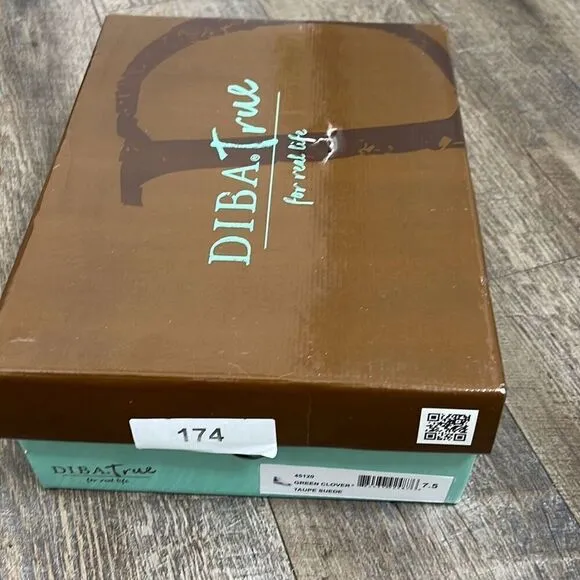 DIBA True
for real life
174
DIBA True
for real life
45120
GREEN CLOVER
TAUPE SUEDE
7.5